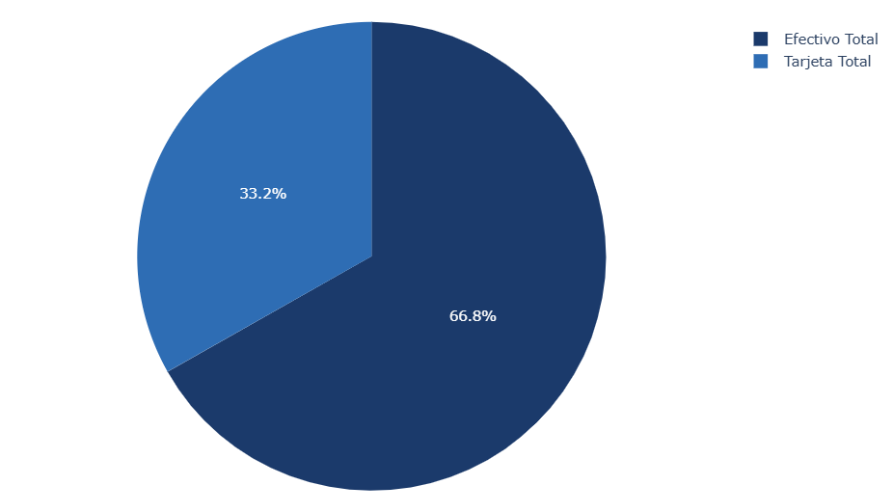 Efectivo Total
Tarjeta Total
33.2%
66.8%